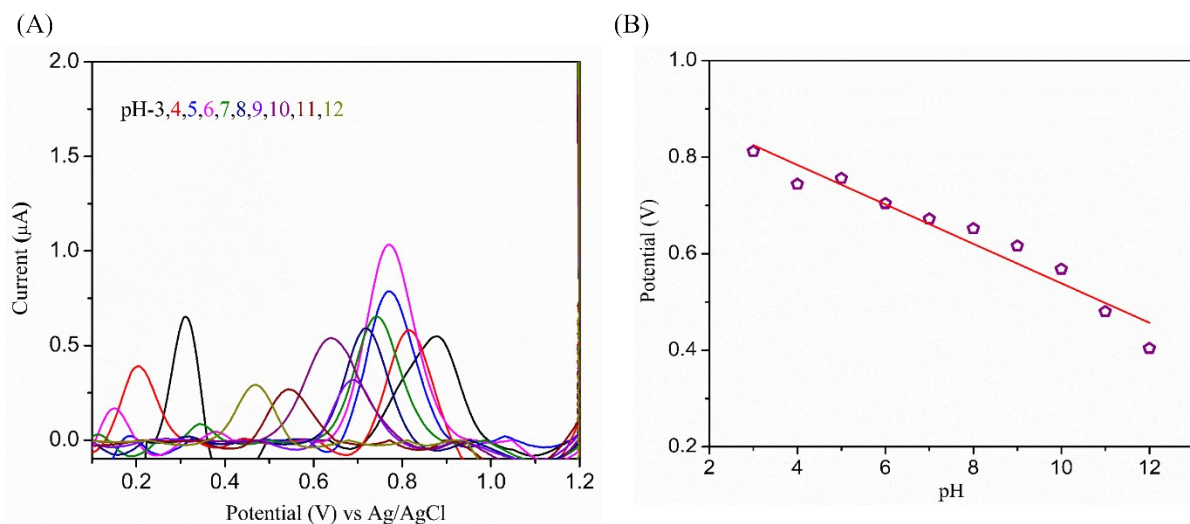 (A)
2.0
1.5
1.0
0.5
0.0
Current (μA)
pH-3,4,5,6,7,8,9,10,11,12
0.2 0.4 0.6 0.8 1.0 1.2
Potential (V) vs Ag/AgCl
(B)
1.0
0.8
0.6
0.4
0.2
Potential (V)
2 4 6 8 10 12
pH